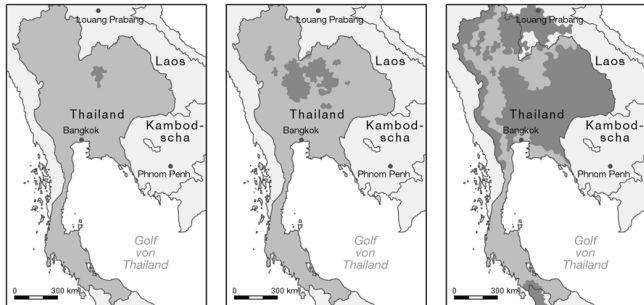 Louang Prabang
Laos
Thailand
Bangkok
Kambod-
scha
Phnom Penh
Golf
von
Thailand
0 300 km
Louang Prabang
Laos
Thailand
Bangkok
Kambod-
scha
Phnom Penh
Golf
von
Thailand
0 300 km
Louang Prabang
Laos
Thailand
Bangkok
Kambod-
scha
Phnom Penh
Golf
von
Thailand
0 300 km